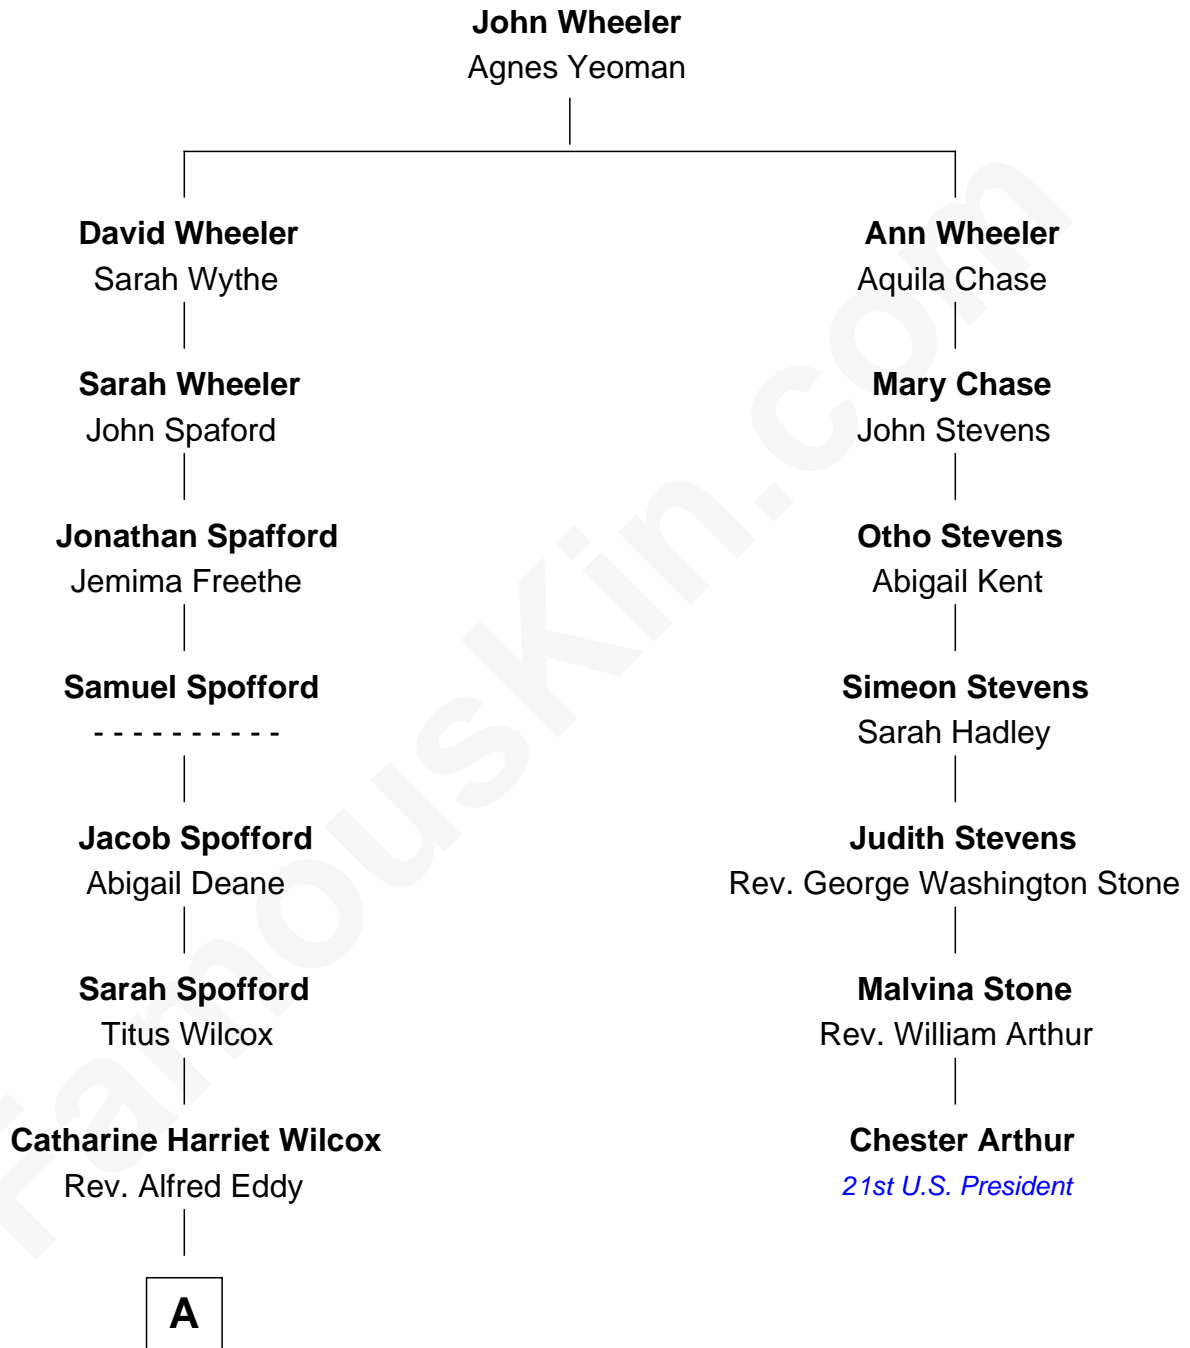 John Wheeler
Agnes Yeoman
David Wheeler
Sarah Wythe
Ann Wheeler
Aquila Chase
Sarah Wheeler
John Spaford
Mary Chase
John Stevens
Jonathan Spafford
Jemima Freethe
Otho Stevens
Abigail Kent
Samuel Spofford
- - - - - - - - - -
Simeon Stevens
Sarah Hadley
Jacob Spofford
Abigail Deane
Judith Stevens
Rev. George Washington Stone
Sarah Spofford
Titus Wilcox
Malvina Stone
Rev. William Arthur
Catharine Harriet Wilcox
Rev. Alfred Eddy
Chester Arthur
21st U.S. President
A
FamousKin.com